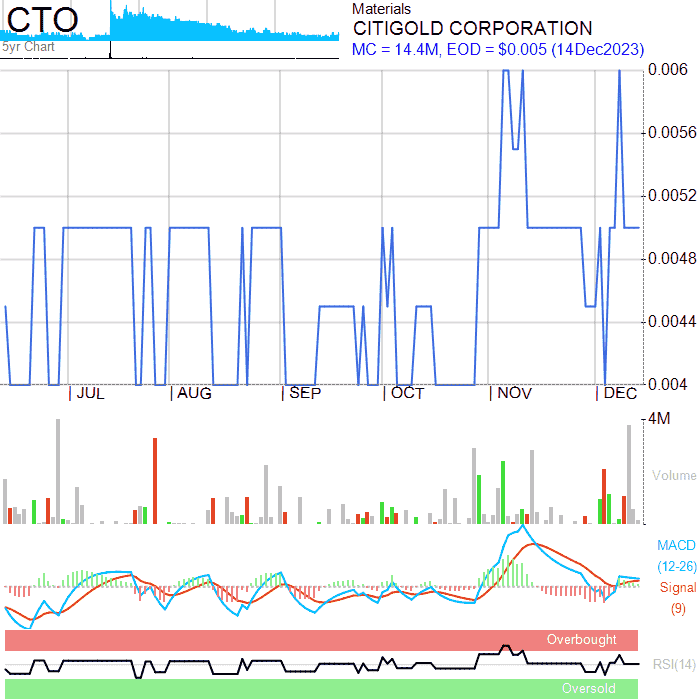 CTO
5yr Chart
Materials
CITIGOLD CORPORATION
MC = 14.4M, EOD = $0.005 (14Dec2023)
0.006
0.0056
0.0052
0.0048
0.0044
0.004
JUL AUG SEP OCT NOV DEC
4M
Volume
MACD
(12-26)
Signal
(9)
Overbought
RSI(14)
Oversold